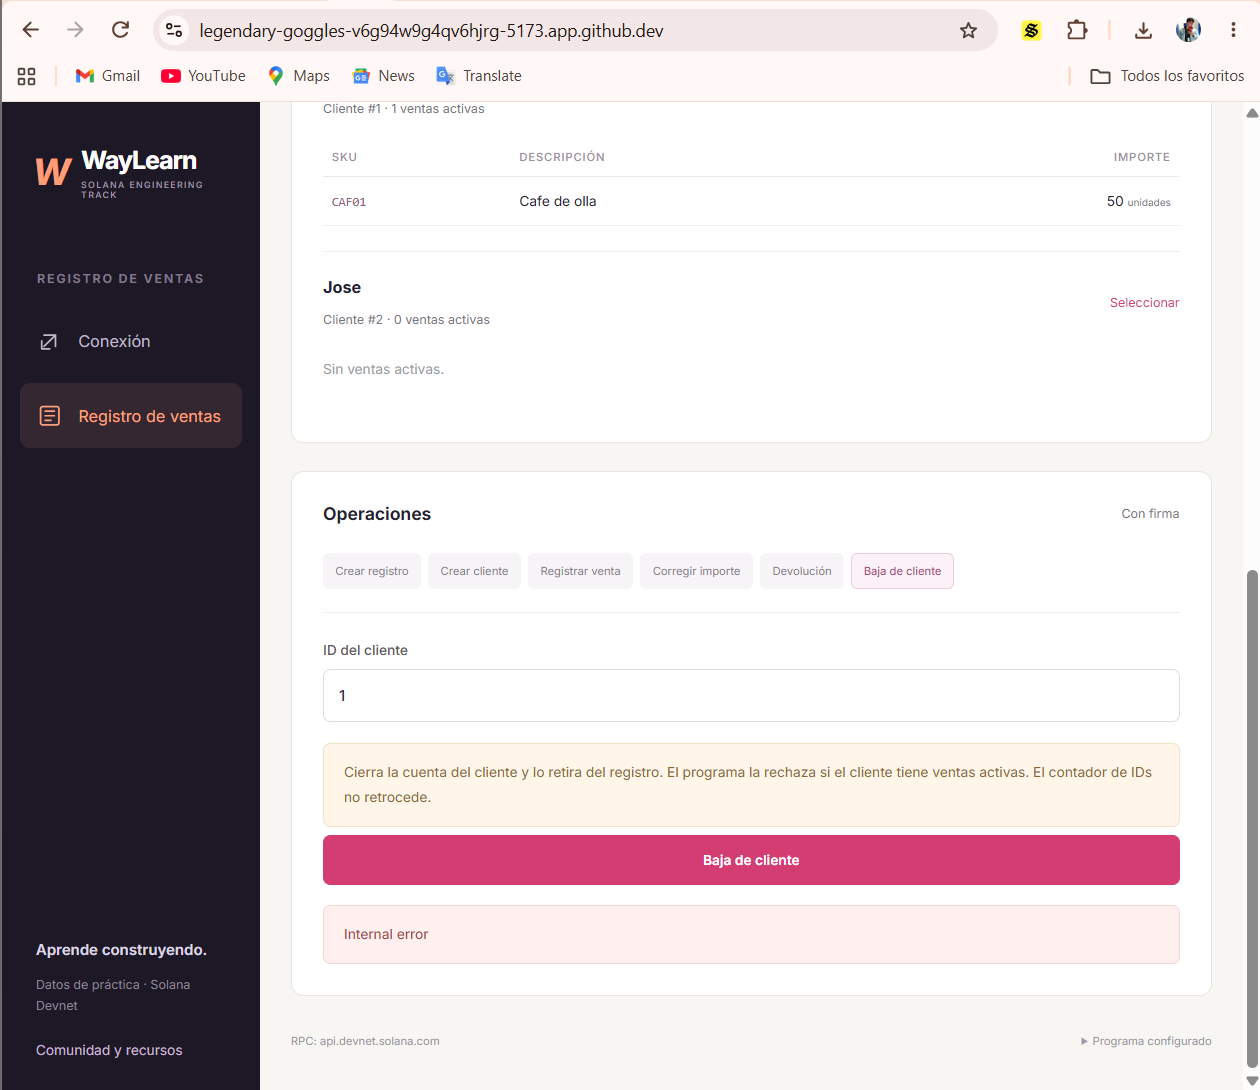 legendary-goggles-v6g94w9g4qv6hjrg-5173.app.github.dev
Gmail
YouTube
Maps
News
Translate
Todos los favoritos
W WayLearn
SOLANA ENGINEERING
TRACK
REGISTRO DE VENTAS
Conexión
Registro de ventas
Aprende construyendo.
Datos de práctica · Solana
Devnet
Comunidad y recursos
Cliente #1 · 1 ventas activas
SKU DESCRIPCIÓN IMPORTE
CAF01 Cafe de olla 50 unidades
Jose
Seleccionar
Cliente #2 · 0 ventas activas
Sin ventas activas.
Operaciones Con firma
Crear registro Crear cliente Registrar venta Corregir importe Devolución Baja de cliente
ID del cliente
1
Cierra la cuenta del cliente y lo retira del registro. El programa la rechaza si el cliente tiene ventas activas. El contador de IDs
no retrocede.
Baja de cliente
Internal error
RPC: api.devnet.solana.com ▶ Programa configurado